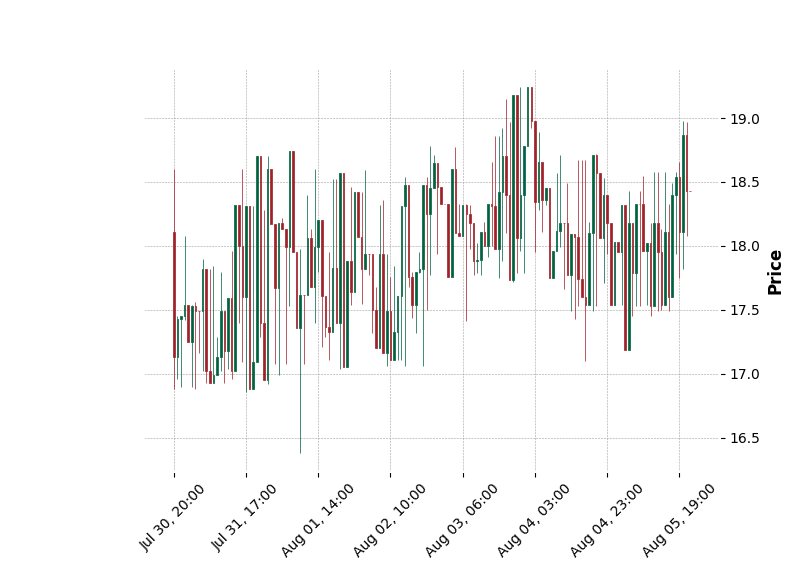 19.0
18.5
18.0
17.5
17.0
16.5
Price
Jul 30, 20:00
Jul 31, 17:00
Aug 01, 14:00
Aug 02, 10:00
Aug 03, 06:00
Aug 04, 03:00
Aug 04, 23:00
Aug 05, 19:00